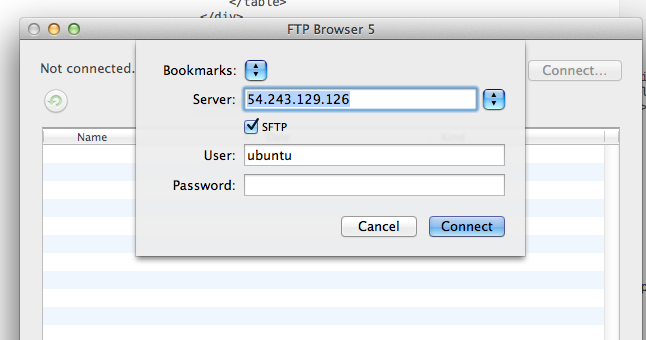 </table>
</div>
FTP Browser 5
Not connected.
Bookmarks:
Connect...
Server:
54.243.129.126
SFTP
Name
User:
ubuntu
Password:
Cancel
Connect